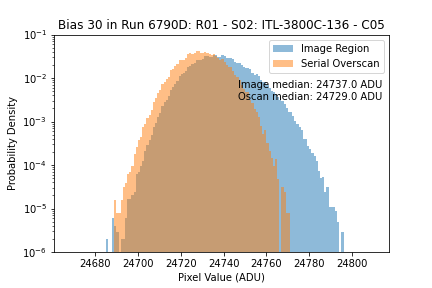 Bias 30 in Run 6790D: R01 - S02: ITL-3800C-136 - C05
Image Region
Serial Overscan
Image median: 24737.0 ADU
Oscan median: 24729.0 ADU
Probability Density
10⁻¹
10⁻²
10⁻³
10⁻⁴
10⁻⁵
10⁻⁶
24680 24700 24720 24740 24760 24780 24800
Pixel Value (ADU)